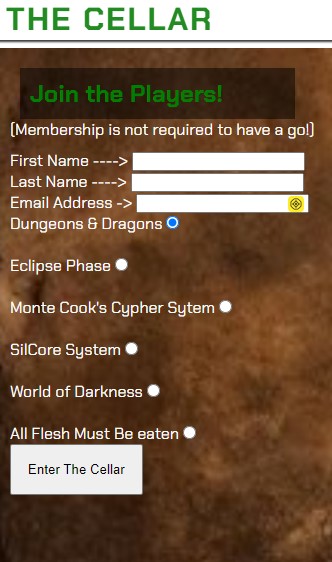 THE CELLAR
Join the Players!
(Membership is not required to have a go!)
First Name ---->
Last Name ---->
Email Address ->
Dungeons & Dragons
Eclipse Phase
Monte Cook's Cypher Sytem
SilCore System
World of Darkness
All Flesh Must Be eaten
Enter The Cellar